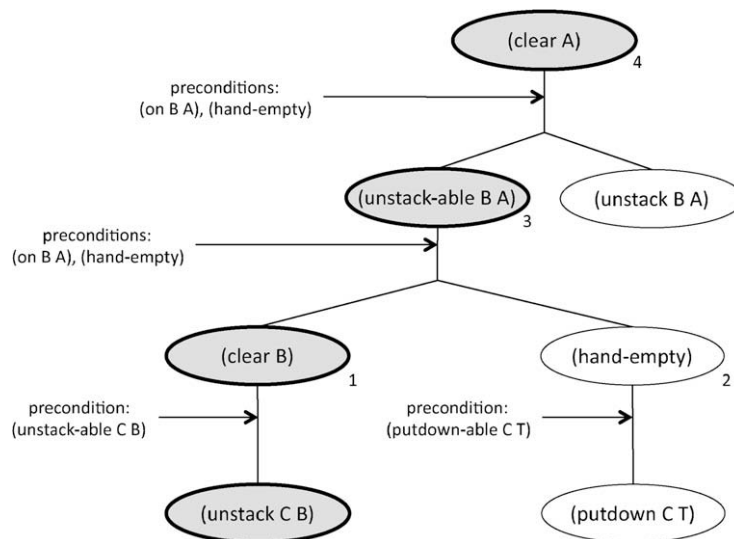 (clear A)
4
preconditions:
(on B A), (hand-empty)
(unstack-able B A)
3
(unstack B A)
preconditions:
(on B A), (hand-empty)
(clear B)
1
(hand-empty)
2
precondition:
(unstack-able C B)
precondition:
(putdown-able C T)
(unstack C B)
(putdown C T)